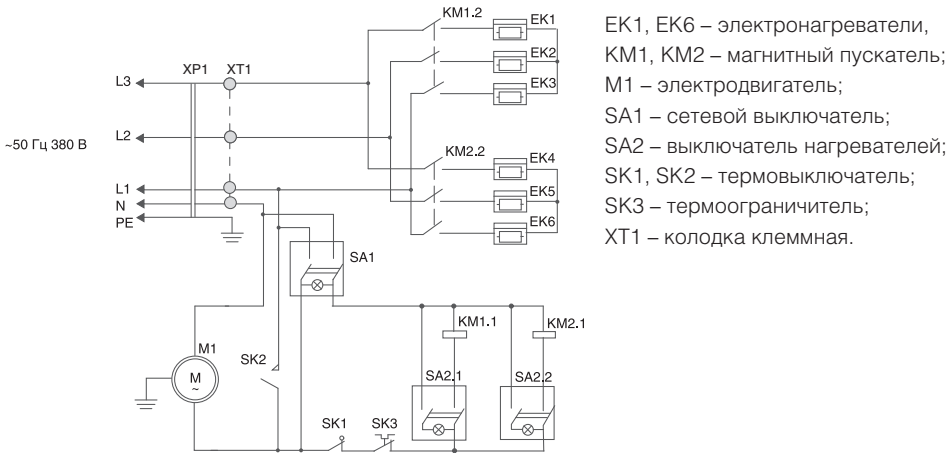 KM1.2
EK1
EK2
EK3
XP1
XT1
L3
L2
~50 Гц 380 В
KM2.2
EK4
EK5
EK6
L1
N
PE
SA1
KM1.1
KM2.1
M1
M
~
SK2
SA2.1
SA2.2
SK1
SK3
EK1, EK6 – электронагреватели,
KM1, KM2 – магнитный пускатель;
M1 – электродвигатель;
SA1 – сетевой выключатель;
SA2 – выключатель нагревателей;
SK1, SK2 – термовыключатель;
SK3 – термоограничитель;
XT1 – колодка клеммная.